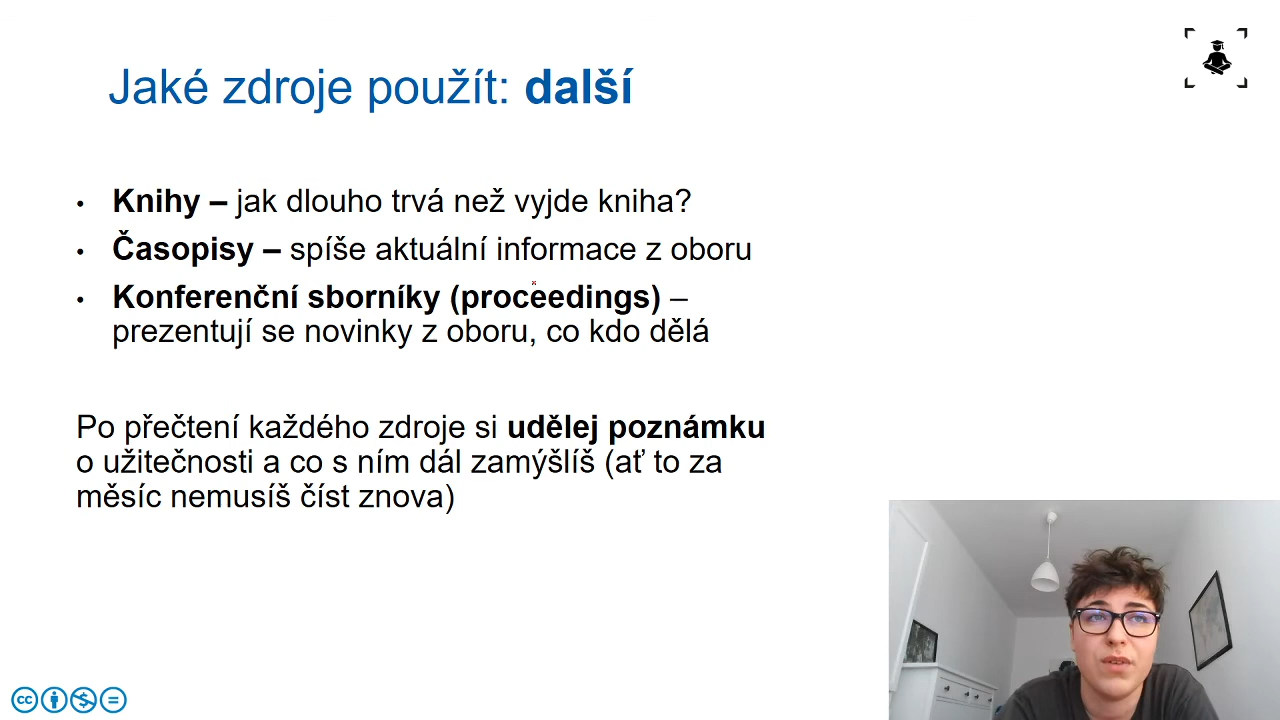 Jaké zdroje použít: další
• Knihy – jak dlouho trvá než vyjde kniha?
• Časopisy – spíše aktuální informace z oboru
• Konferenční sborníky (proceedings) –
prezentují se novinky z oboru, co kdo dělá
Po přečtení každého zdroje si udělej poznámku
o užitečnosti a co s ním dál zamýšlíš (ať to za
měsíc nemusíš číst znova)
cc